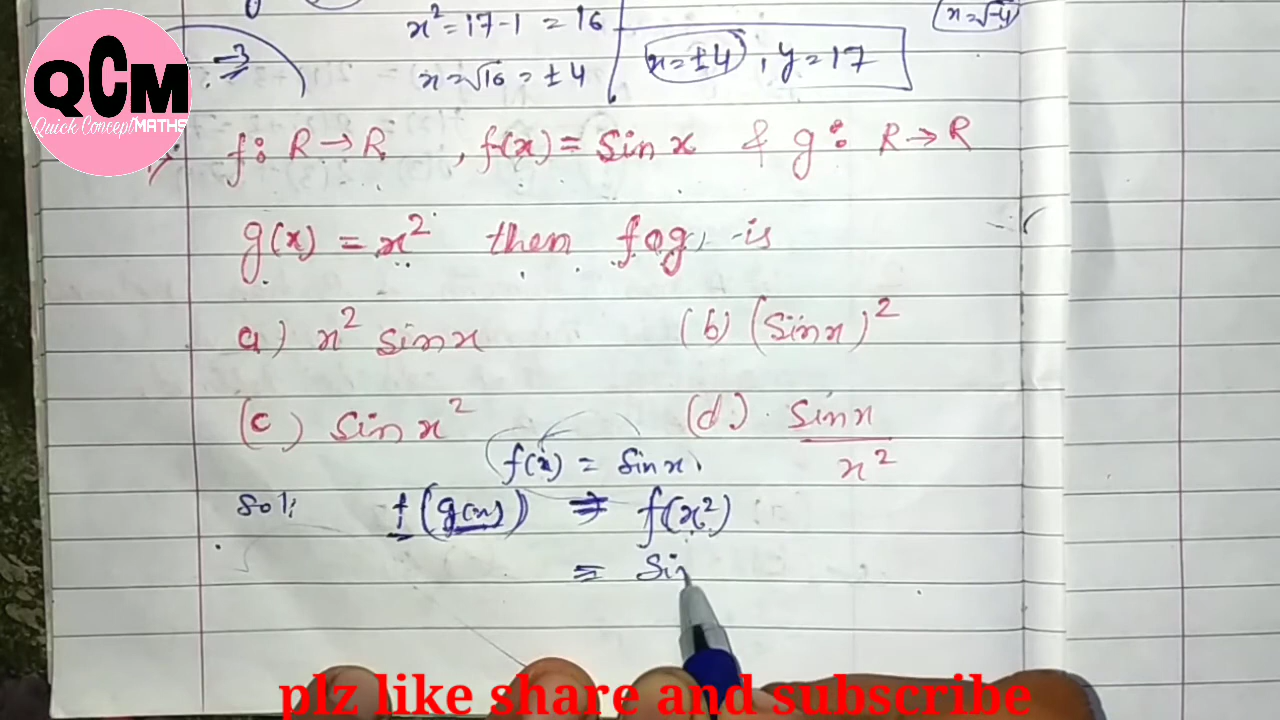 x² = 17 - 1 = 16
x = √-4
⇒
x = √16 = ± 4
x = ± 4 , y = 17
QCM
Quick Concept MATHS
f: R → R , f(x) = Sin x & g: R → R
g(x) = x² then fog, is
a) x² sin x (b) (Sin x)²
(c) Sin x² (d) Sin x / x²
f(x) = Sin x,
Sol: f(g(x)) ⇒ f(x²)
= Sin
plz like share and subscribe